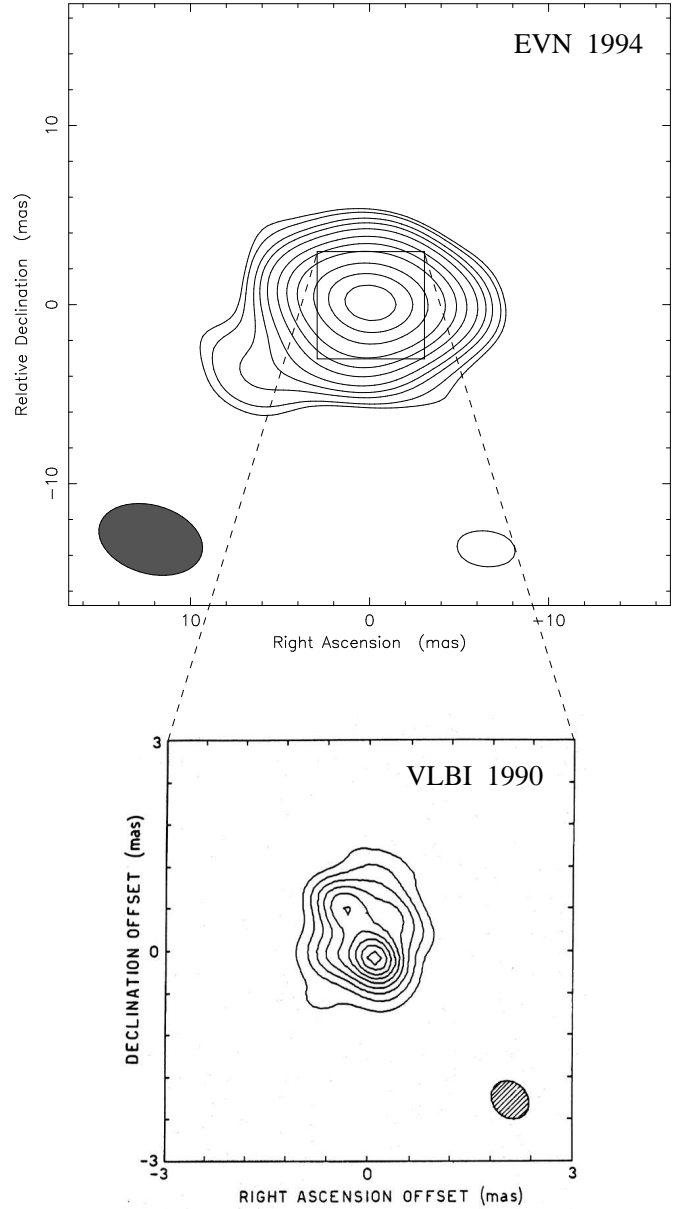 EVN 1994
Relative Declination (mas)
10
0
−10
10 0 +10
Right Ascension (mas)
VLBI 1990
DECLINATION OFFSET (mas)
3
0
-3
-3 0 3
RIGHT ASCENSION OFFSET (mas)